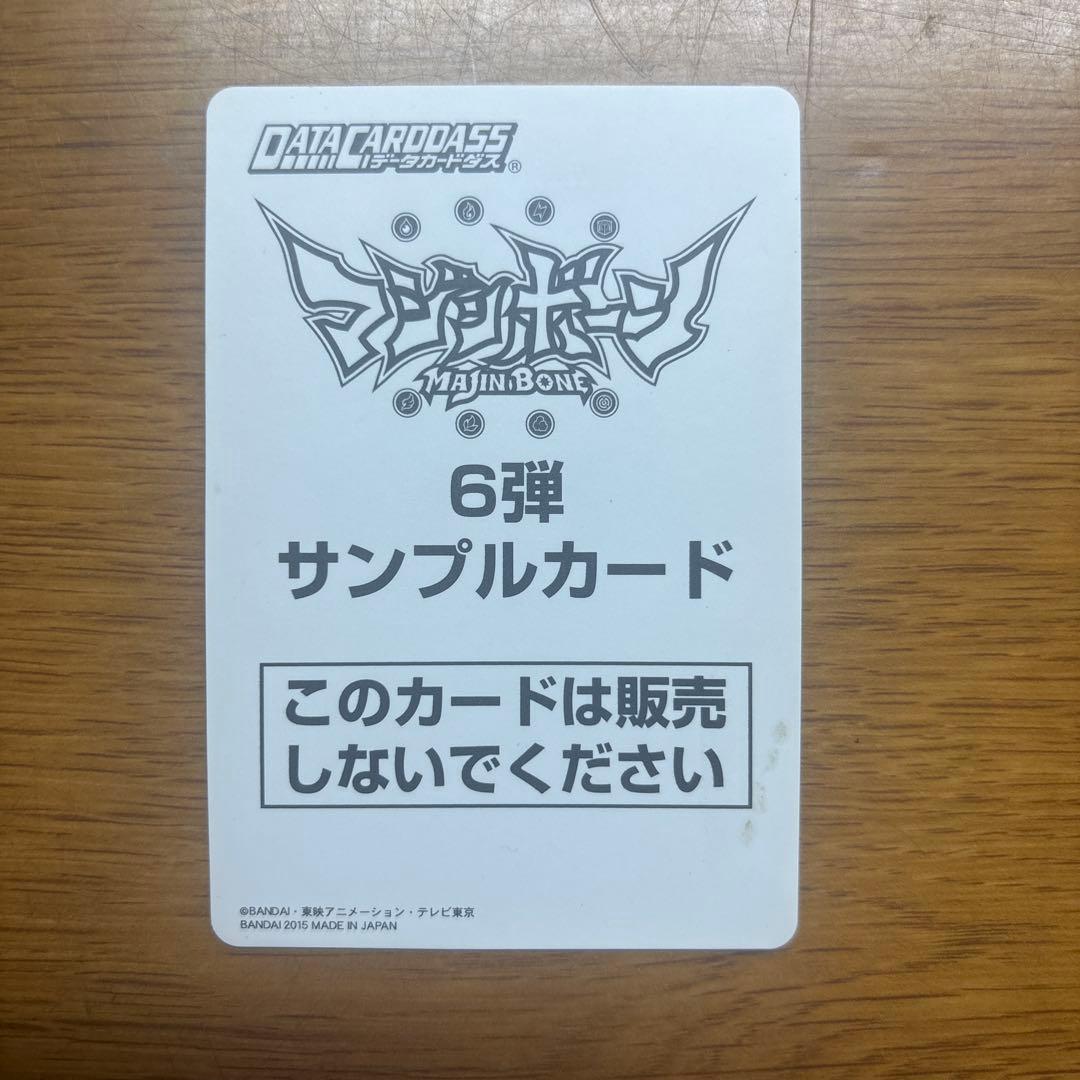 DATACARDDASS
データカードダス®
マジンボーン
MAJIN BONE
6弾
サンプルカード
このカードは販売
しないでください
©BANDAI・東映アニメーション・テレビ東京
BANDAI 2015 MADE IN JAPAN